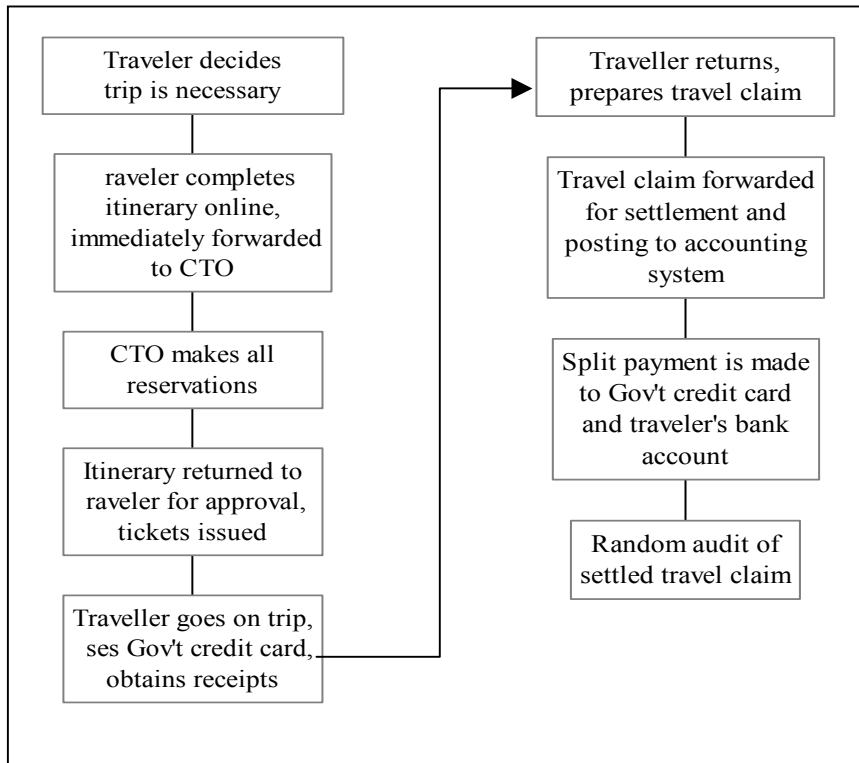 Traveler decides
trip is necessary
raveler completes
itinerary online,
immediately forwarded
to CTO
CTO makes all
reservations
Itinerary returned to
raveler for approval,
tickets issued
Traveller goes on trip,
ses Gov't credit card,
obtains receipts
Traveller returns,
prepares travel claim
Travel claim forwarded
for settlement and
posting to accounting
system
Split payment is made
to Gov't credit card
and traveler's bank
account
Random audit of
settled travel claim